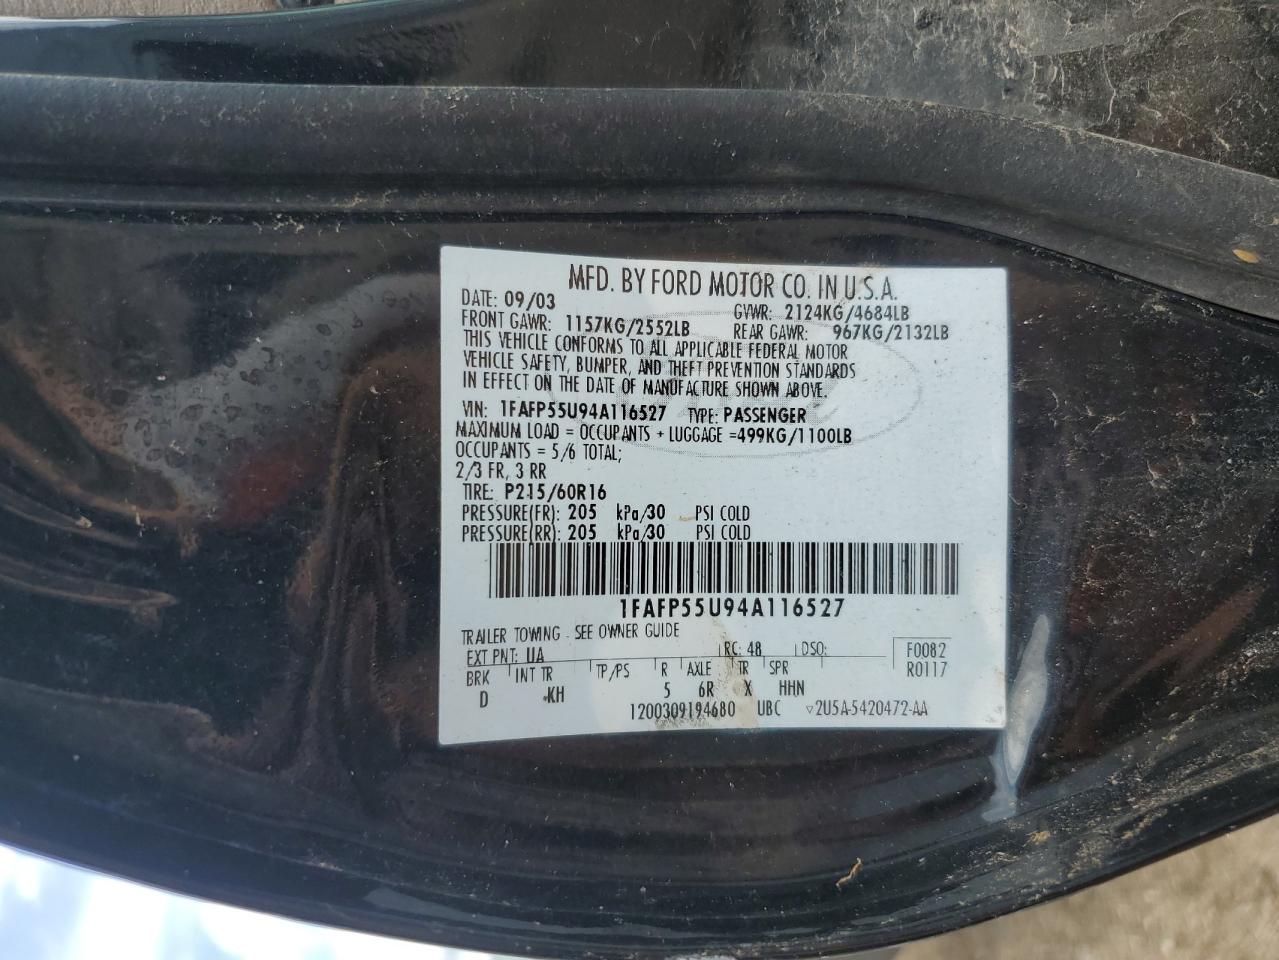 MFD. BY FORD MOTOR CO. IN U.S.A.
DATE: 09/03 GVWR: 2124KG/4684LB
FRONT GAWR: 1157KG/2552LB REAR GAWR: 967KG/2132LB
THIS VEHICLE CONFORMS TO ALL APPLICABLE FEDERAL MOTOR
VEHICLE SAFETY, BUMPER, AND THEFT PREVENTION STANDARDS
IN EFFECT ON THE DATE OF MANUFACTURE SHOWN ABOVE.
VIN: 1FAFP55U94A116527 TYPE: PASSENGER
MAXIMUM LOAD = OCCUPANTS + LUGGAGE =499KG/1100LB
OCCUPANTS = 5/6 TOTAL;
2/3 FR, 3 RR
TIRE: P215/60R16
PRESSURE(FR): 205 kPa/30 PSI COLD
PRESSURE(RR): 205 kPa/30 PSI COLD
1FAFP55U94A116527
TRAILER TOWING - SEE OWNER GUIDE
EXT PNT: UA RC: 48 DSO: F0082
R0117
BRK INT TR TP/PS R AXLE TR SPR
D KH 5 6R X HHN
1200309194680 UBC ▽2U5A-5420472-AA